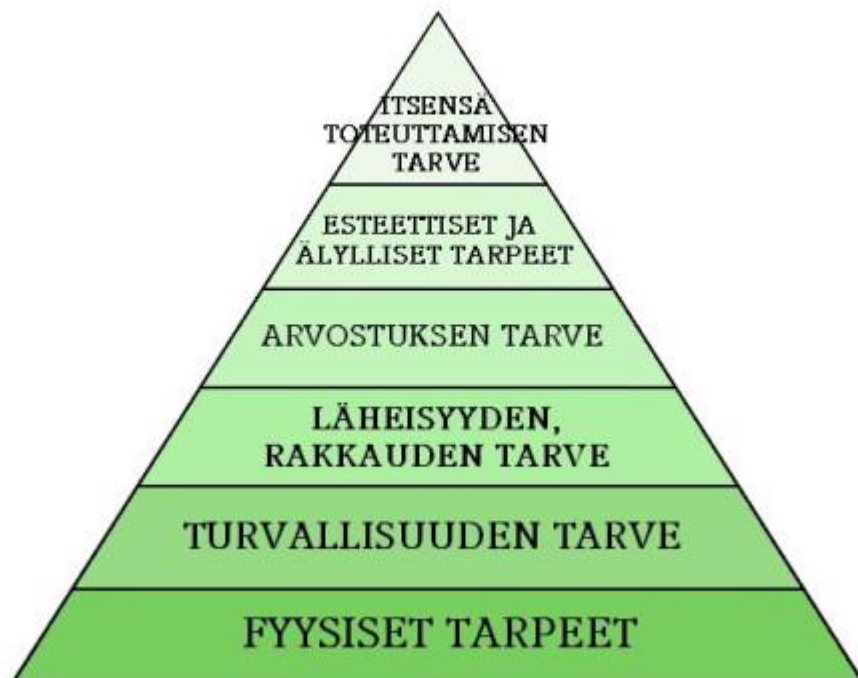 ITSENSÄ
TOTEUTTAMISEN
TARVE
ESTEETTISET JA
ÄLYLLISET TARPEET
ARVOSTUKSEN TARVE
LÄHEISYYDEN,
RAKKAUDEN TARVE
TURVALLISUUDEN TARVE
FYYSISET TARPEET